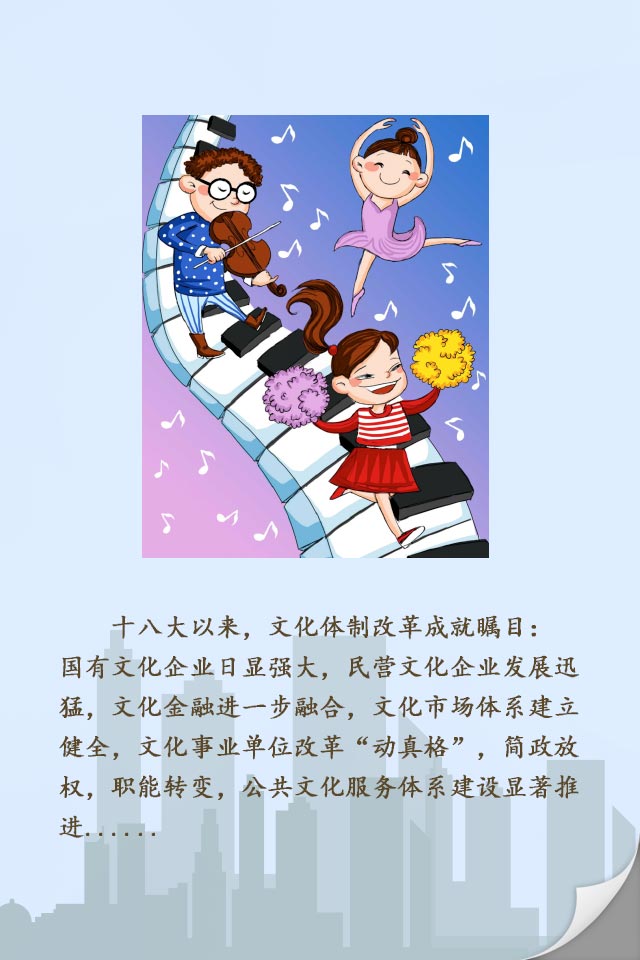 十八大以来，文化体制改革成就瞩目：
国有文化企业日显强大，民营文化企业发展迅
猛，文化金融进一步融合，文化市场体系建立
健全，文化事业单位改革“动真格”，简政放
权，职能转变，公共文化服务体系建设显著推
进......